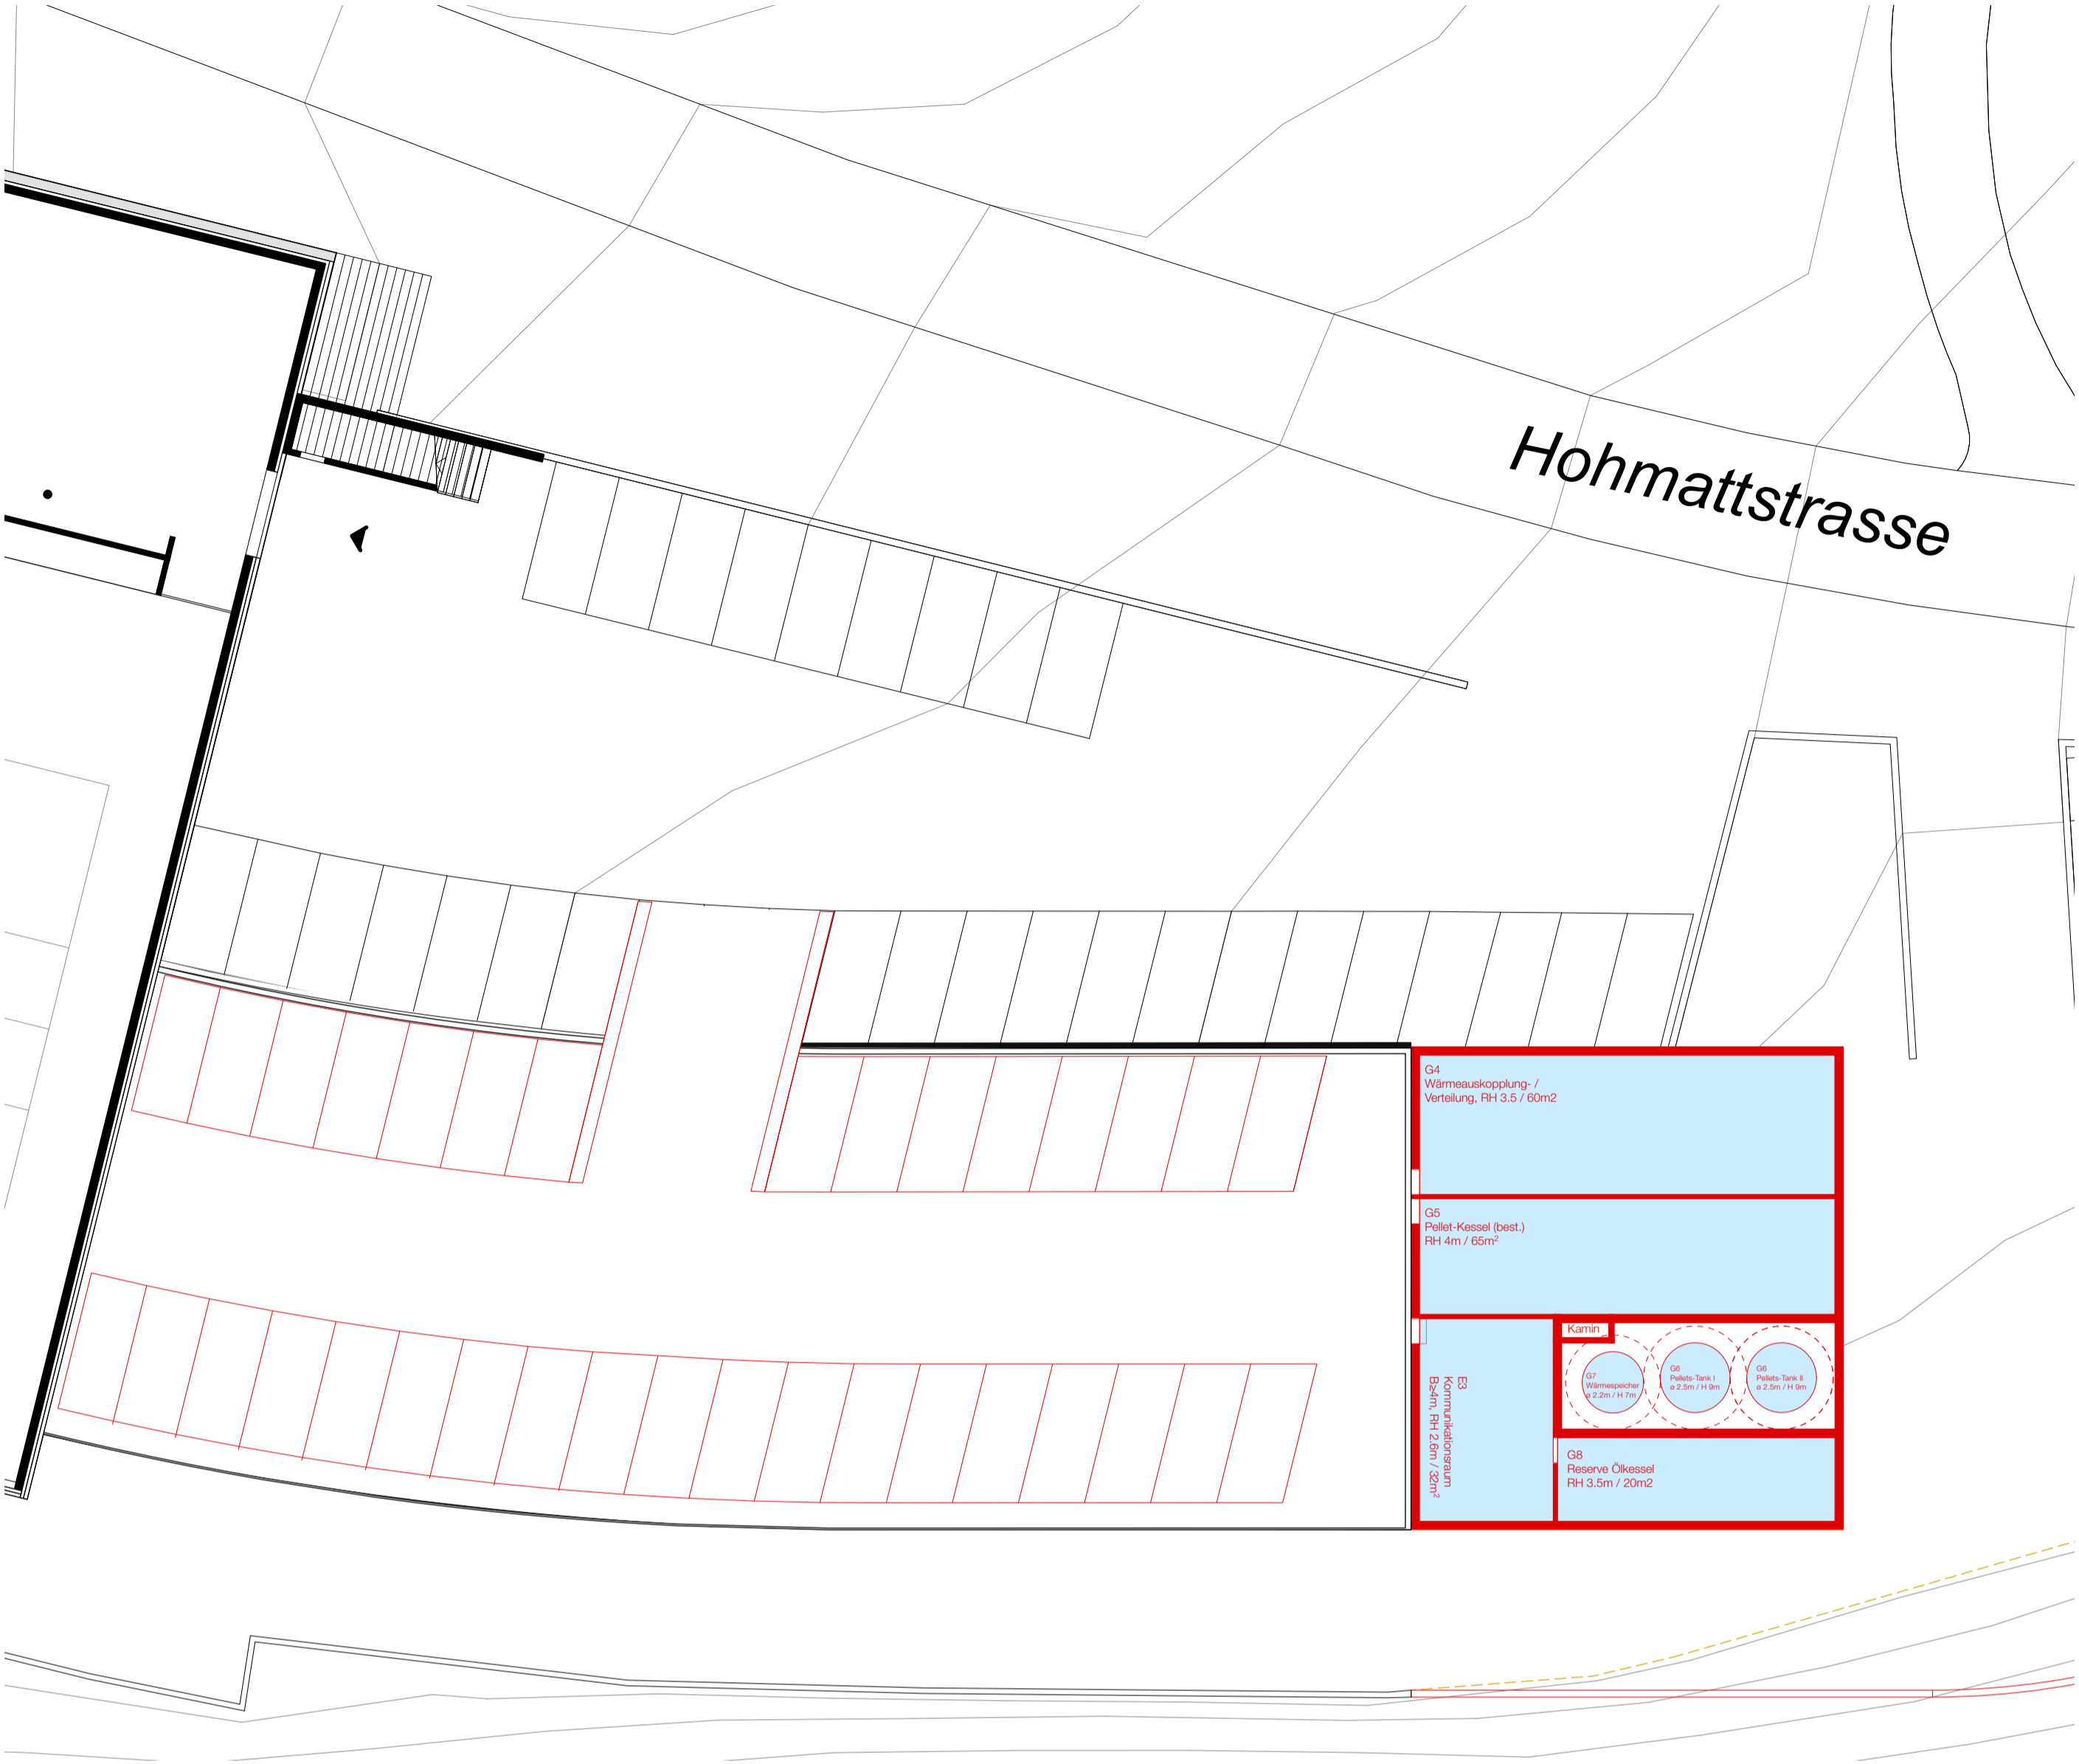 Hohmattstrasse
G4
Wärmeauskopplung- /
Verteilung, RH 3.5 / 60m2
G5
Pellet-Kessel (best.)
RH 4m / 65m²
Kamin
G7
Wärmespeicher
ø 2.2m / H 7m
G6
Pellets-Tank I
ø 2.5m / H 9m
G6
Pellets-Tank II
ø 2.5m / H 9m
E3
Kommunikationsraum
B≥4m, RH 2.6m / 32m²
G8
Reserve Ölkessel
RH 3.5m / 20m2